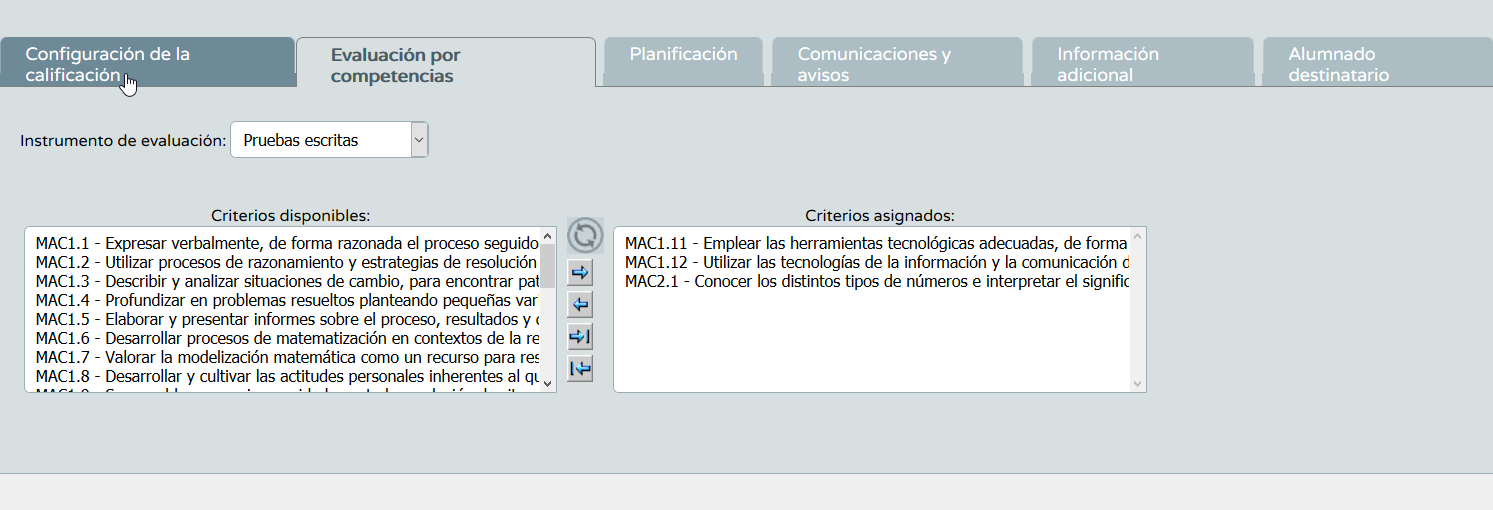 Configuración de la
calificación
Evaluación por
competencias
Planificación
Comunicaciones y
avisos
Información
adicional
Alumnado
destinatario
Instrumento de evaluación: Pruebas escritas
Criterios disponibles:
MAC1.1 - Expresar verbalmente, de forma razonada el proceso seguido
MAC1.2 - Utilizar procesos de razonamiento y estrategias de resolución
MAC1.3 - Describir y analizar situaciones de cambio, para encontrar pat
MAC1.4 - Profundizar en problemas resueltos planteando pequeñas var
MAC1.5 - Elaborar y presentar informes sobre el proceso, resultados y c
MAC1.6 - Desarrollar procesos de matematización en contextos de la re
MAC1.7 - Valorar la modelización matemática como un recurso para res
MAC1.8 - Desarrollar y cultivar las actitudes personales inherentes al qu
Criterios asignados:
MAC1.11 - Emplear las herramientas tecnológicas adecuadas, de forma
MAC1.12 - Utilizar las tecnologías de la información y la comunicación d
MAC2.1 - Conocer los distintos tipos de números e interpretar el signific